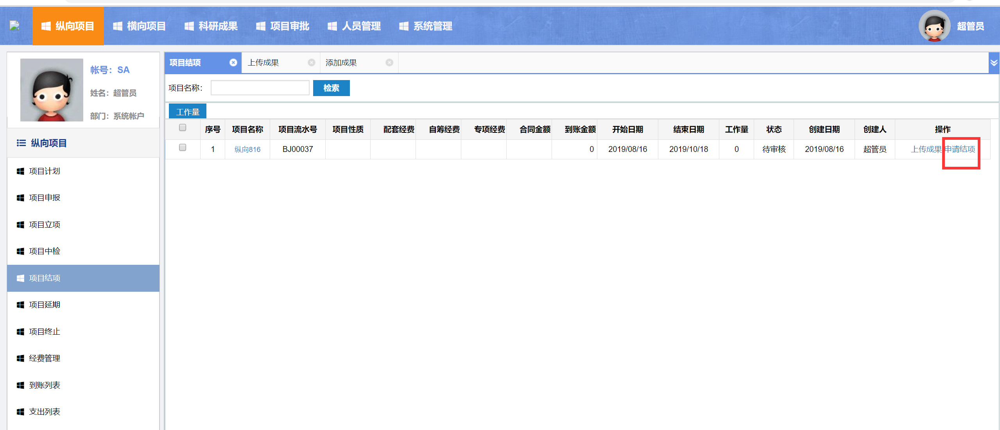 纵向项目 横向项目 科研成果 项目审批 人员管理 系统管理 超管员
帐号：SA
姓名：超管员
部门：系统帐户
纵向项目
项目计划
项目申报
项目立项
项目中检
项目结项
项目延期
项目终止
经费管理
到账列表
支出列表
项目结项 上传成果 添加成果
项目名称： 检索
工作量
序号 项目名称 项目流水号 项目性质 配套经费 自筹经费 专项经费 合同金额 到账金额 开始日期 结束日期 工作量 状态 创建日期 创建人 操作
1 纵向816 BJ00037 0 2019/08/16 2019/10/18 0 待审核 2019/08/16 超管员 上传成果 申请结项